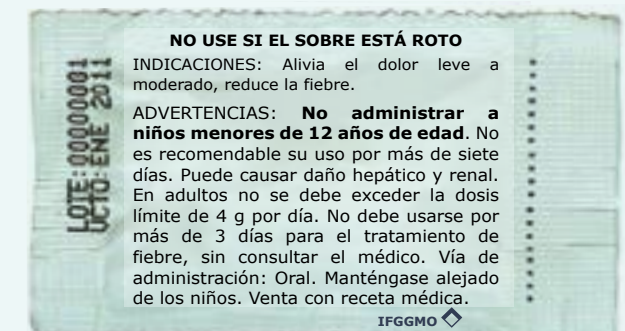 NO USE SI EL SOBRE ESTÁ ROTO
INDICACIONES: Alivia el dolor leve a
moderado, reduce la fiebre.
ADVERTENCIAS: No administrar a
niños menores de 12 años de edad. No
es recomendable su uso por más de siete
días. Puede causar daño hepático y renal.
En adultos no se debe exceder la dosis
límite de 4 g por día. No debe usarse por
más de 3 días para el tratamiento de
fiebre, sin consultar el médico. Vía de
administración: Oral. Manténgase alejado
de los niños. Venta con receta médica.
IFGGMO
LOTE:00000001
UCTO:ENE 2011